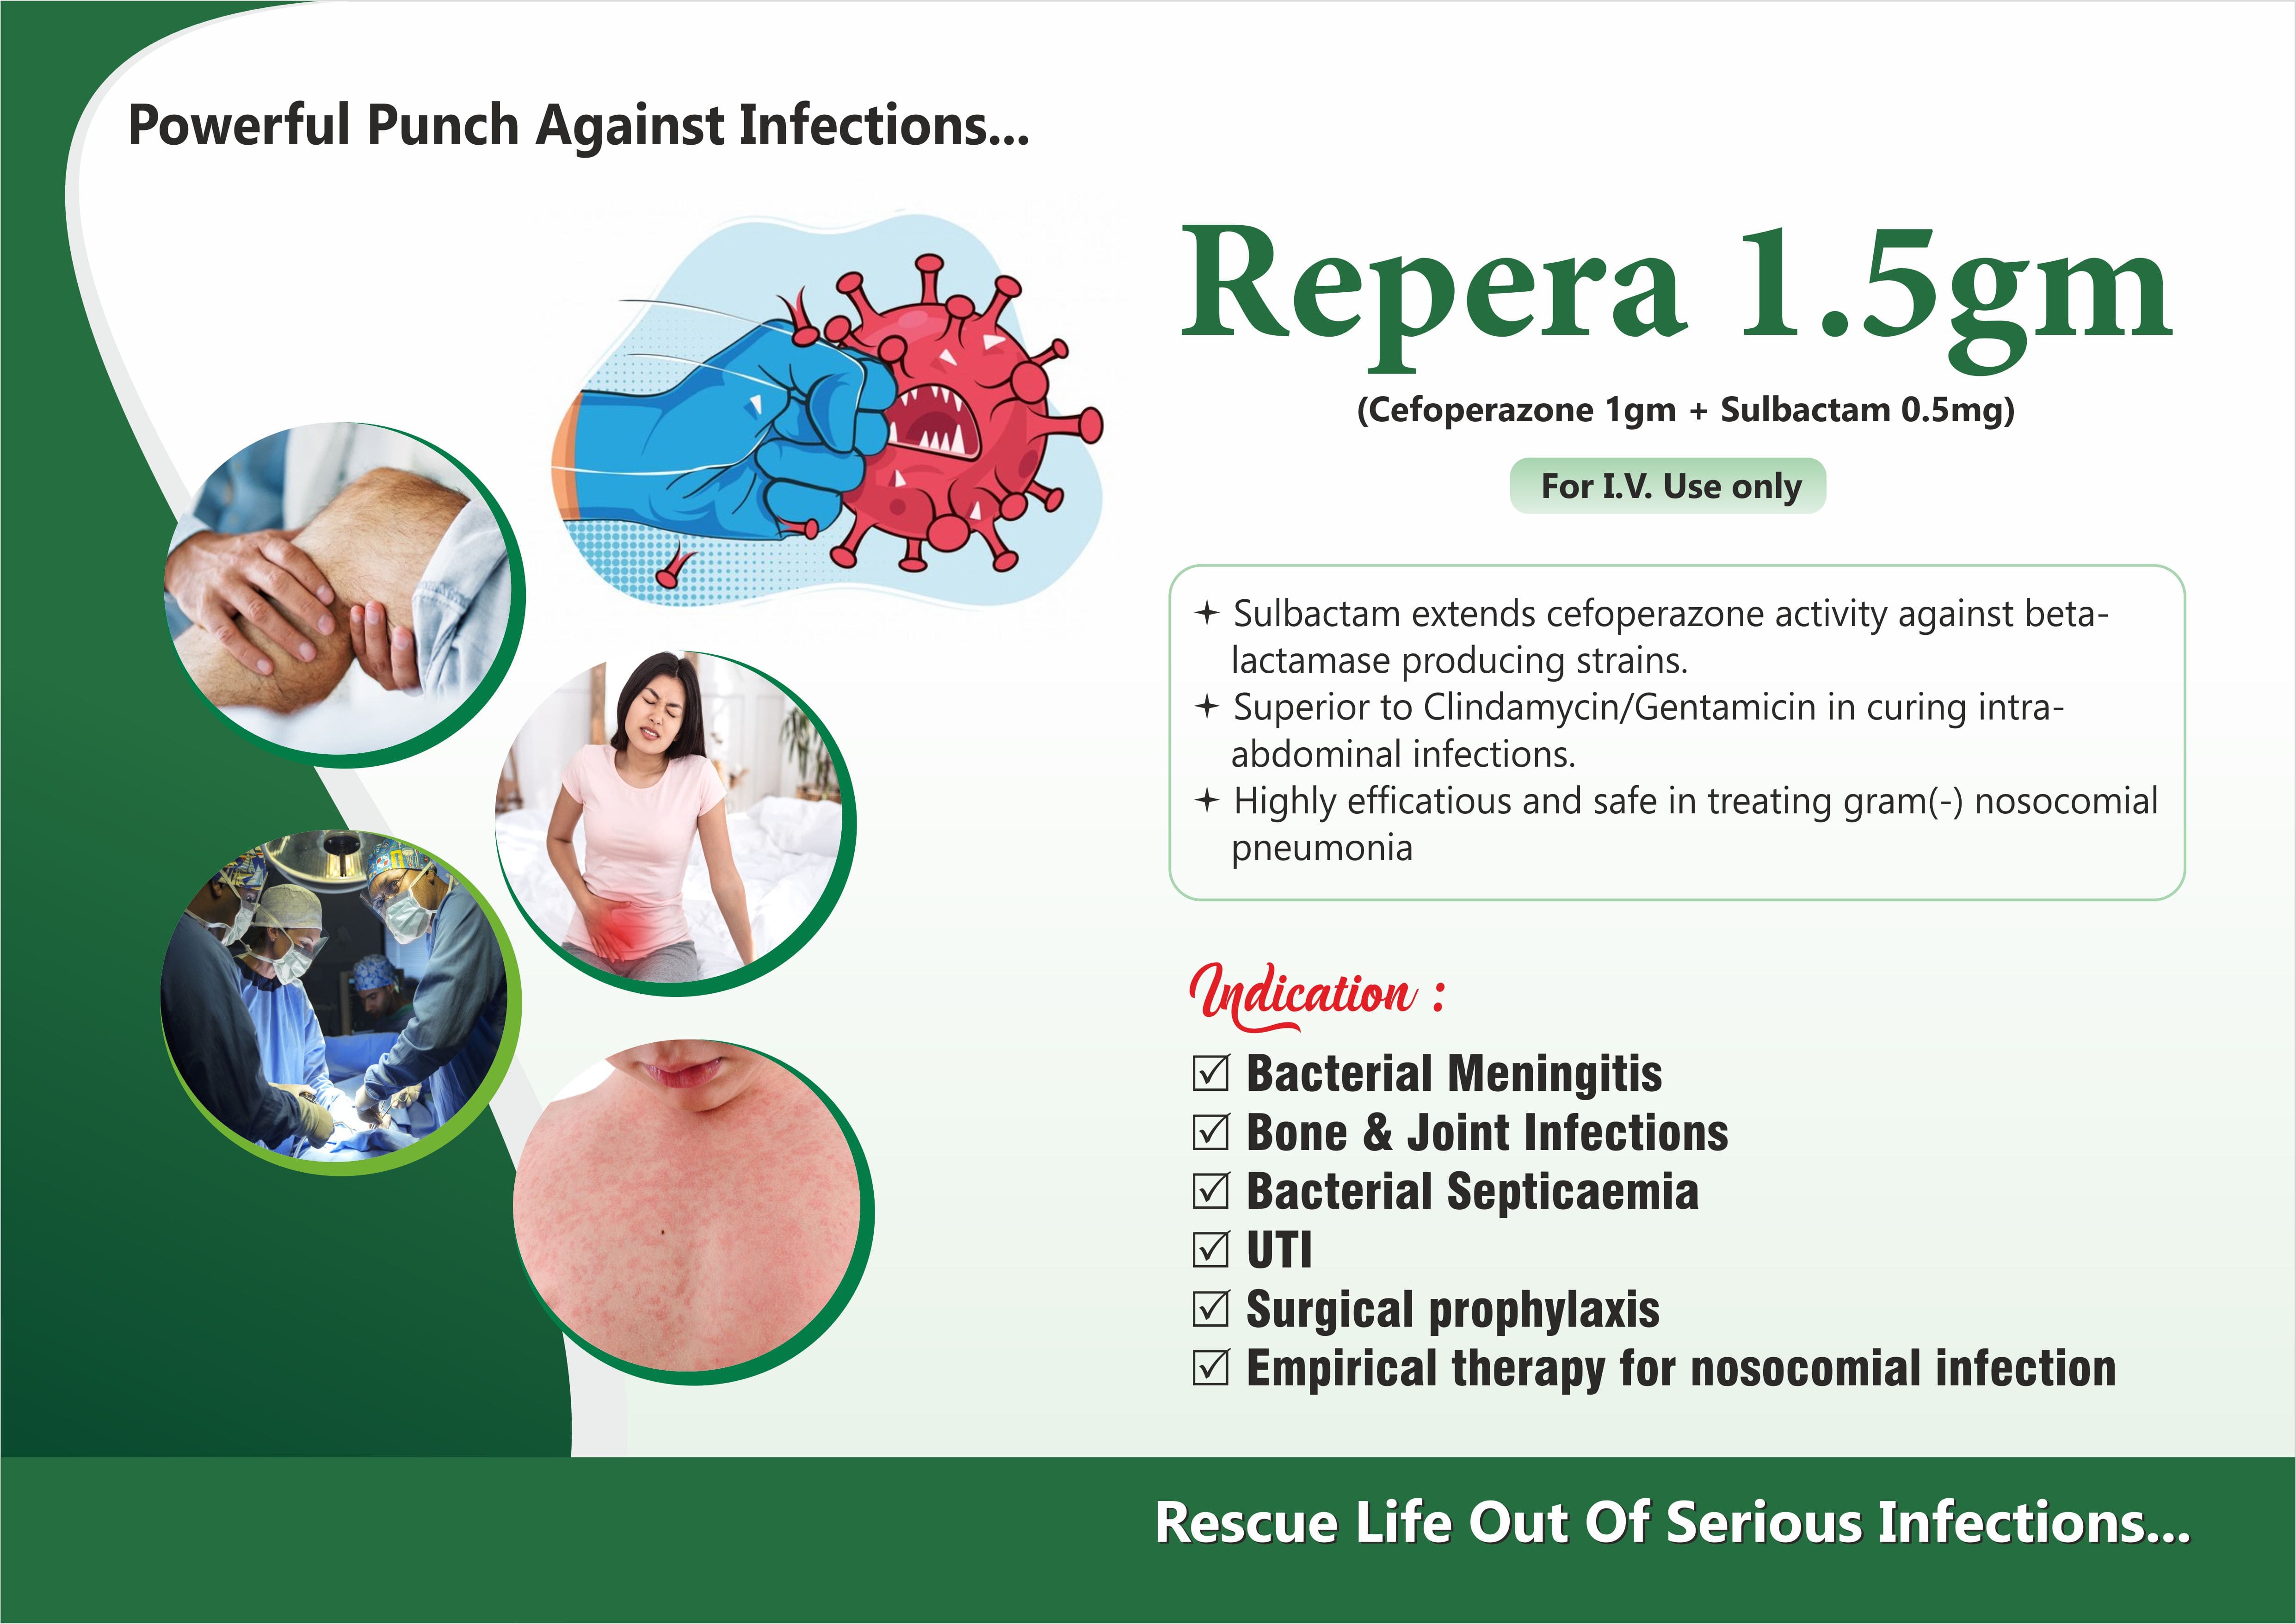 Powerful Punch Against Infections...
Repera 1.5gm
(Cefoperazone 1gm + Sulbactam 0.5mg)
For I.V. Use only
Sulbactam extends cefoperazone activity against beta-
lactamase producing strains.
Superior to Clindamycin/Gentamicin in curing intra-
abdominal infections.
Highly efficatious and safe in treating gram(-) nosocomial
pneumonia
Indication :
Bacterial Meningitis
Bone & Joint Infections
Bacterial Septicaemia
UTI
Surgical prophylaxis
Empirical therapy for nosocomial infection
Rescue Life Out Of Serious Infections...